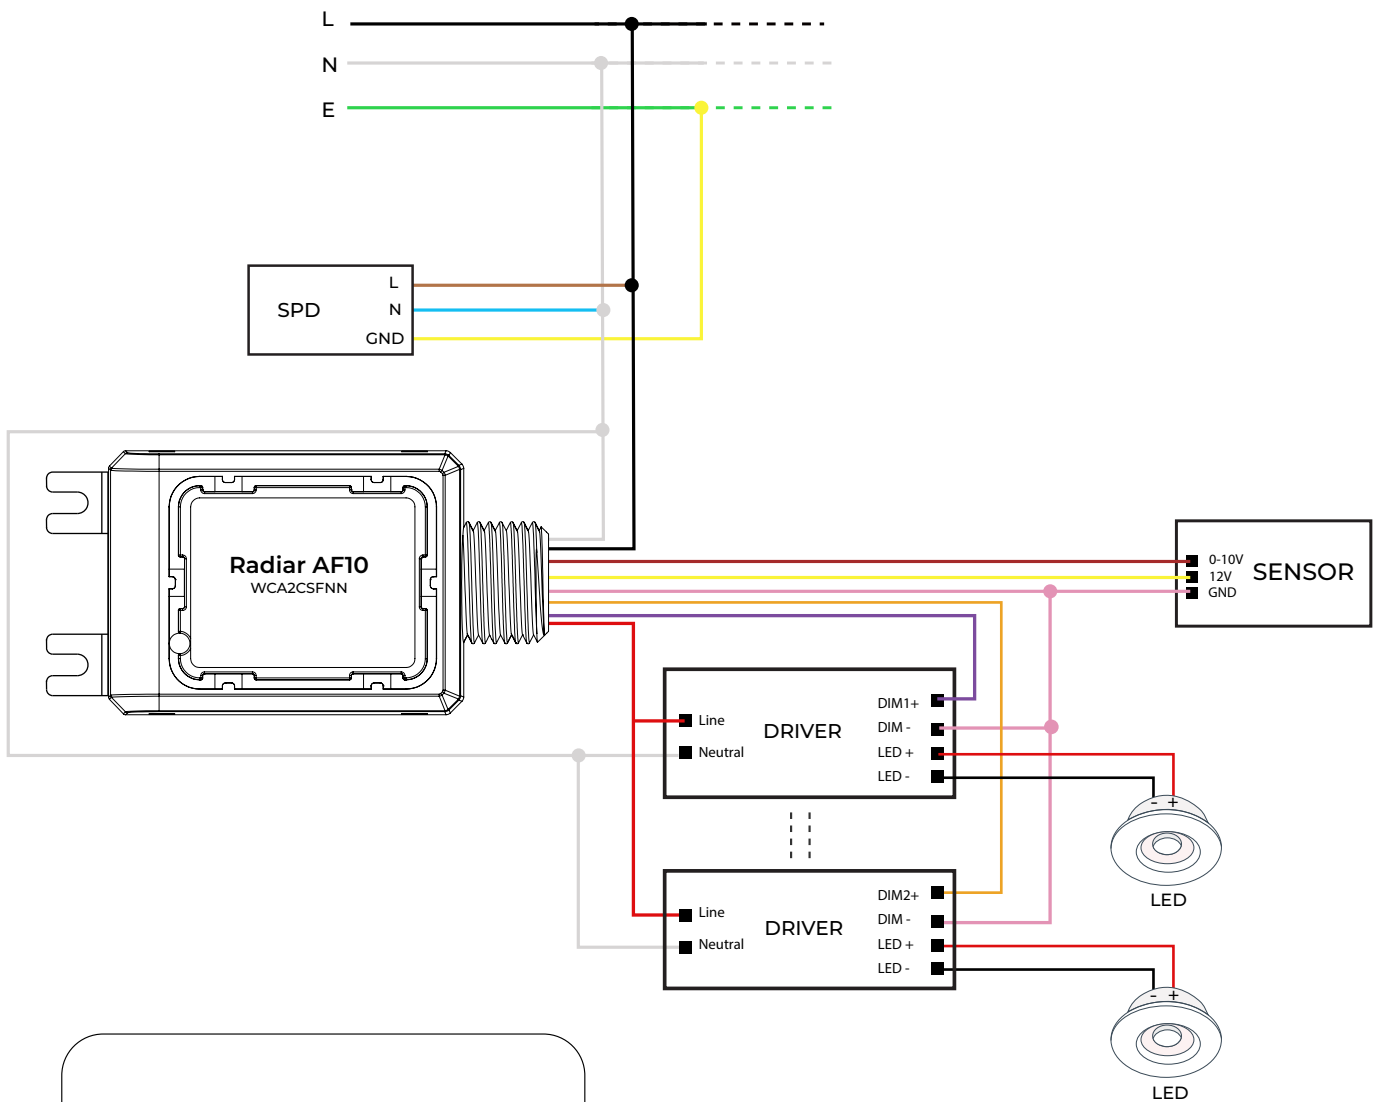 L
N
E
SPD
L
N
GND
Radiar AF10
WCA2CSFNN
0-10V
12V
GND
SENSOR
Line
Neutral
DRIVER
DIM1+
DIM -
LED +
LED -
- +
LED
Line
Neutral
DRIVER
DIM2+
DIM -
LED +
LED -
- +
LED